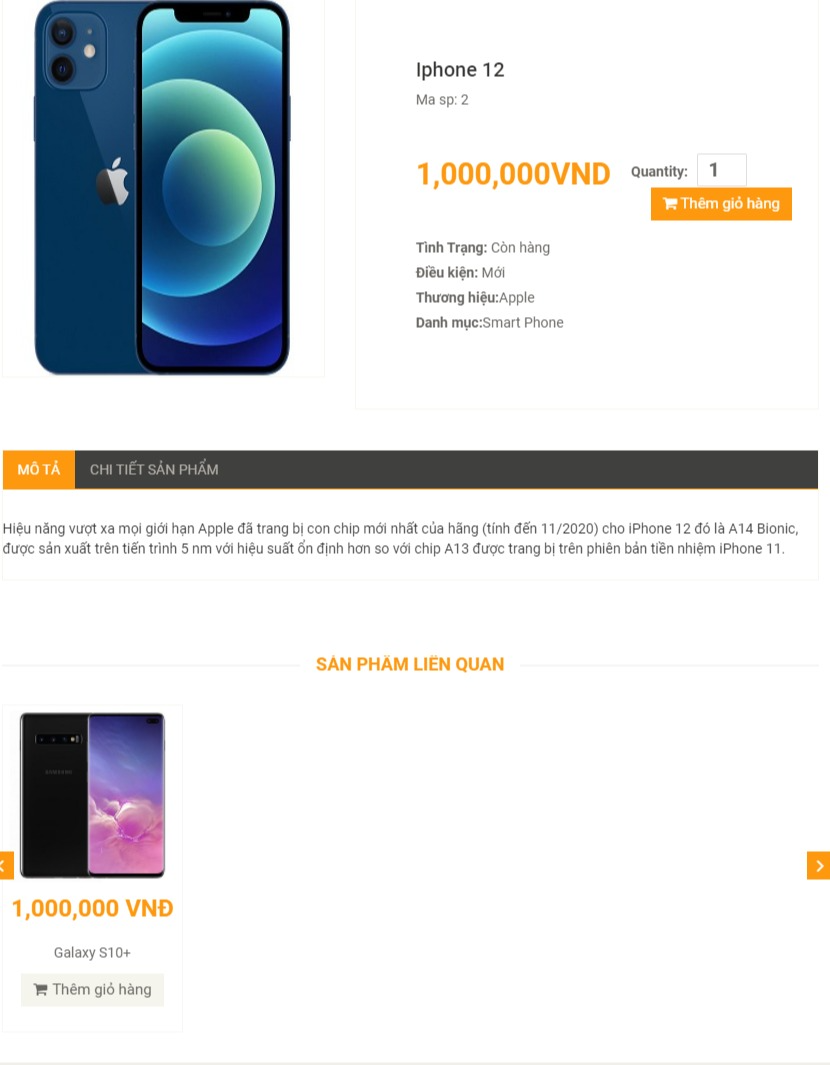 Iphone 12
Ma sp: 2
1,000,000VND Quantity: 1
Thêm giỏ hàng
Tình Trạng: Còn hàng
Điều kiện: Mới
Thương hiệu:Apple
Danh mục:Smart Phone
MÔ TẢ CHI TIẾT SẢN PHẨM
Hiệu năng vượt xa mọi giới hạn Apple đã trang bị con chip mới nhất của hãng (tính đến 11/2020) cho iPhone 12 đó là A14 Bionic,
được sản xuất trên tiến trình 5 nm với hiệu suất ổn định hơn so với chip A13 được trang bị trên phiên bản tiền nhiệm iPhone 11.
SẢN PHẨM LIÊN QUAN
SAMSUNG
1,000,000 VNĐ
Galaxy S10+
Thêm giỏ hàng